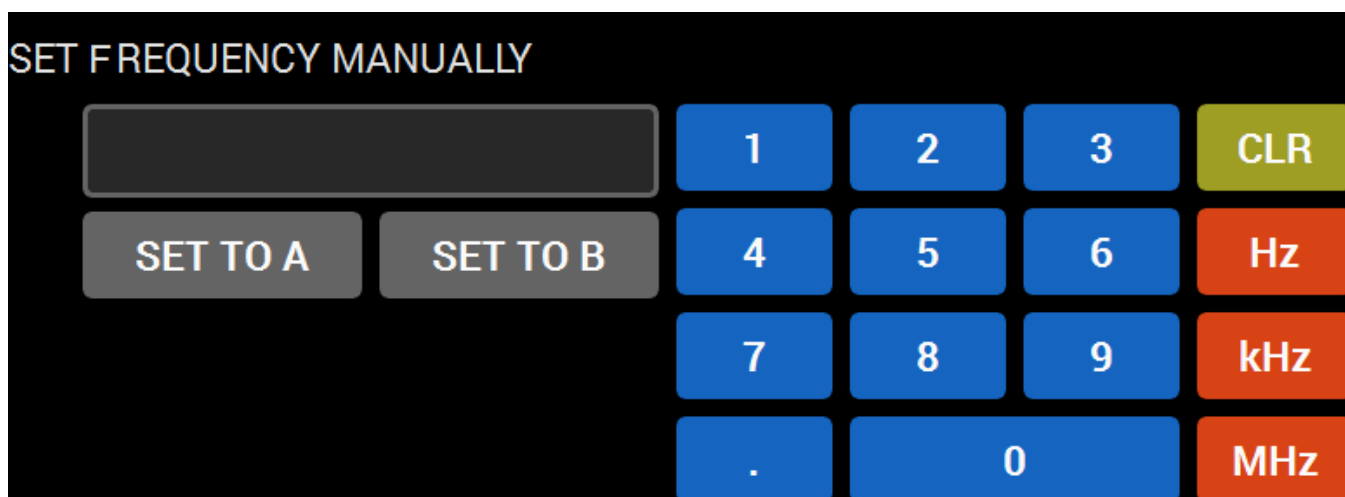 SET FREQUENCY MANUALLY
1 2 3 CLR
SET TO A SET TO B 4 5 6 Hz
7 8 9 kHz
. 0 MHz